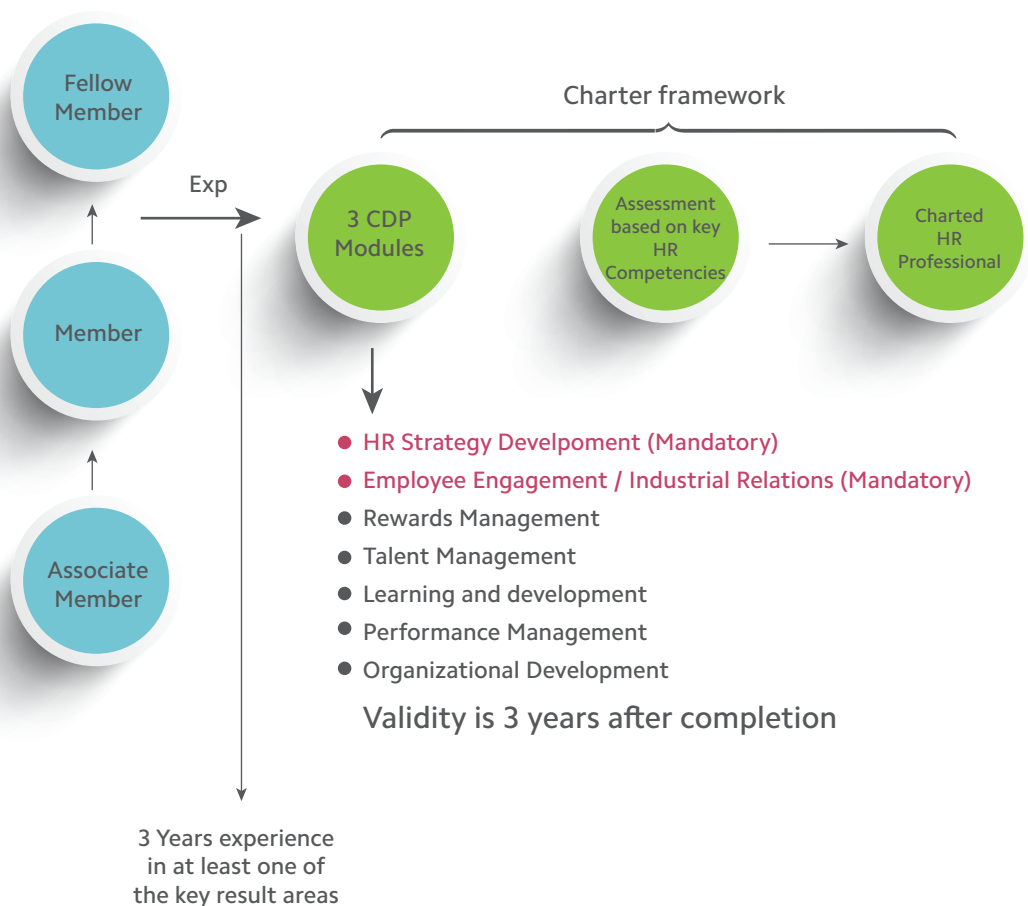 Fellow
Member
Member
Associate
Member
Exp
Charter framework
3 CDP
Modules
Assessment
based on key
HR
Competencies
Charted
HR
Professional
HR Strategy Develpoment (Mandatory)
Employee Engagement / Industrial Relations (Mandatory)
Rewards Management
Talent Management
Learning and development
Performance Management
Organizational Development
Validity is 3 years after completion
3 Years experience
in at least one of
the key result areas